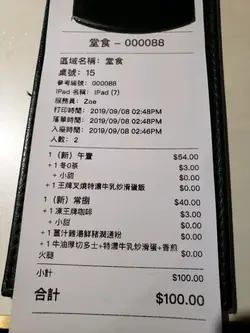 堂食 - 000088
區域名稱：堂食
桌號：15
參考編號：000088
iPad 名稱：iPad (7)
服務員：Zoe
打印時間：2019/09/08 02:48PM
落單時間：2019/09/08 02:48PM
入座時間：2019/09/08 02:46PM
人數：2
1（新）午薈 $54.00
+ 1 冬0茶 $3.00
+ 小甜 $0.00
+ 1 王牌叉燒特濃牛乳炒滑蛋飯 $0.00
1（新）常捌 $40.00
+ 1 凍王牌咖啡 $3.00
+ 小甜 $0.00
+ 1 薑汁雞湯鮮豬潤通粉 $0.00
+ 1 牛油厚切多士+特濃牛乳炒滑蛋+香煎火腿 $0.00
小計 $100.00
合計 $100.00